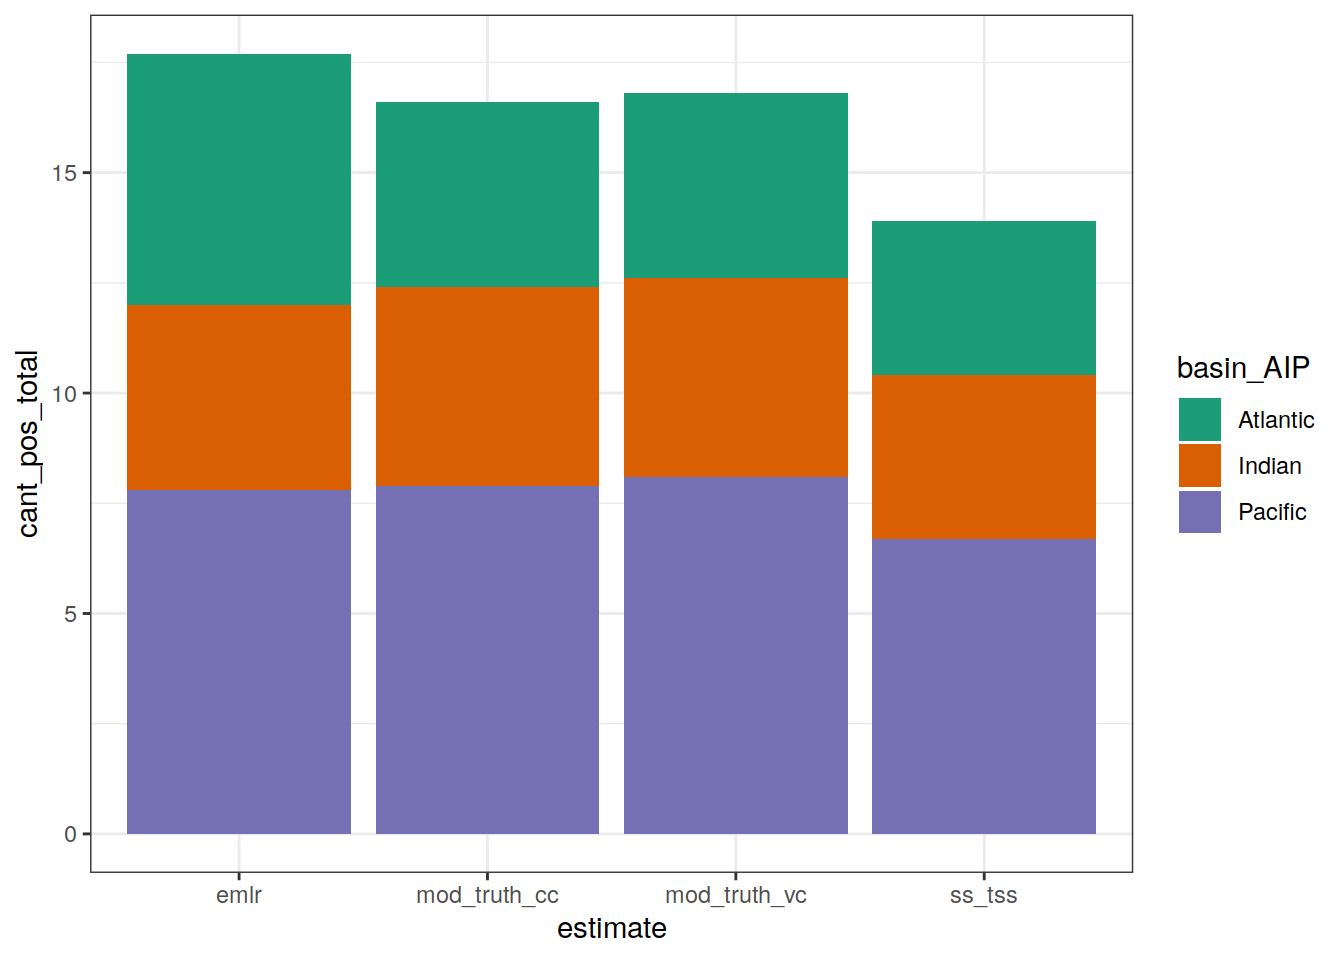 cant_pos_total
15
10
5
0
emlr
mod_truth_cc
mod_truth_vc
ss_tss
estimate
basin_AIP
Atlantic
Indian
Pacific